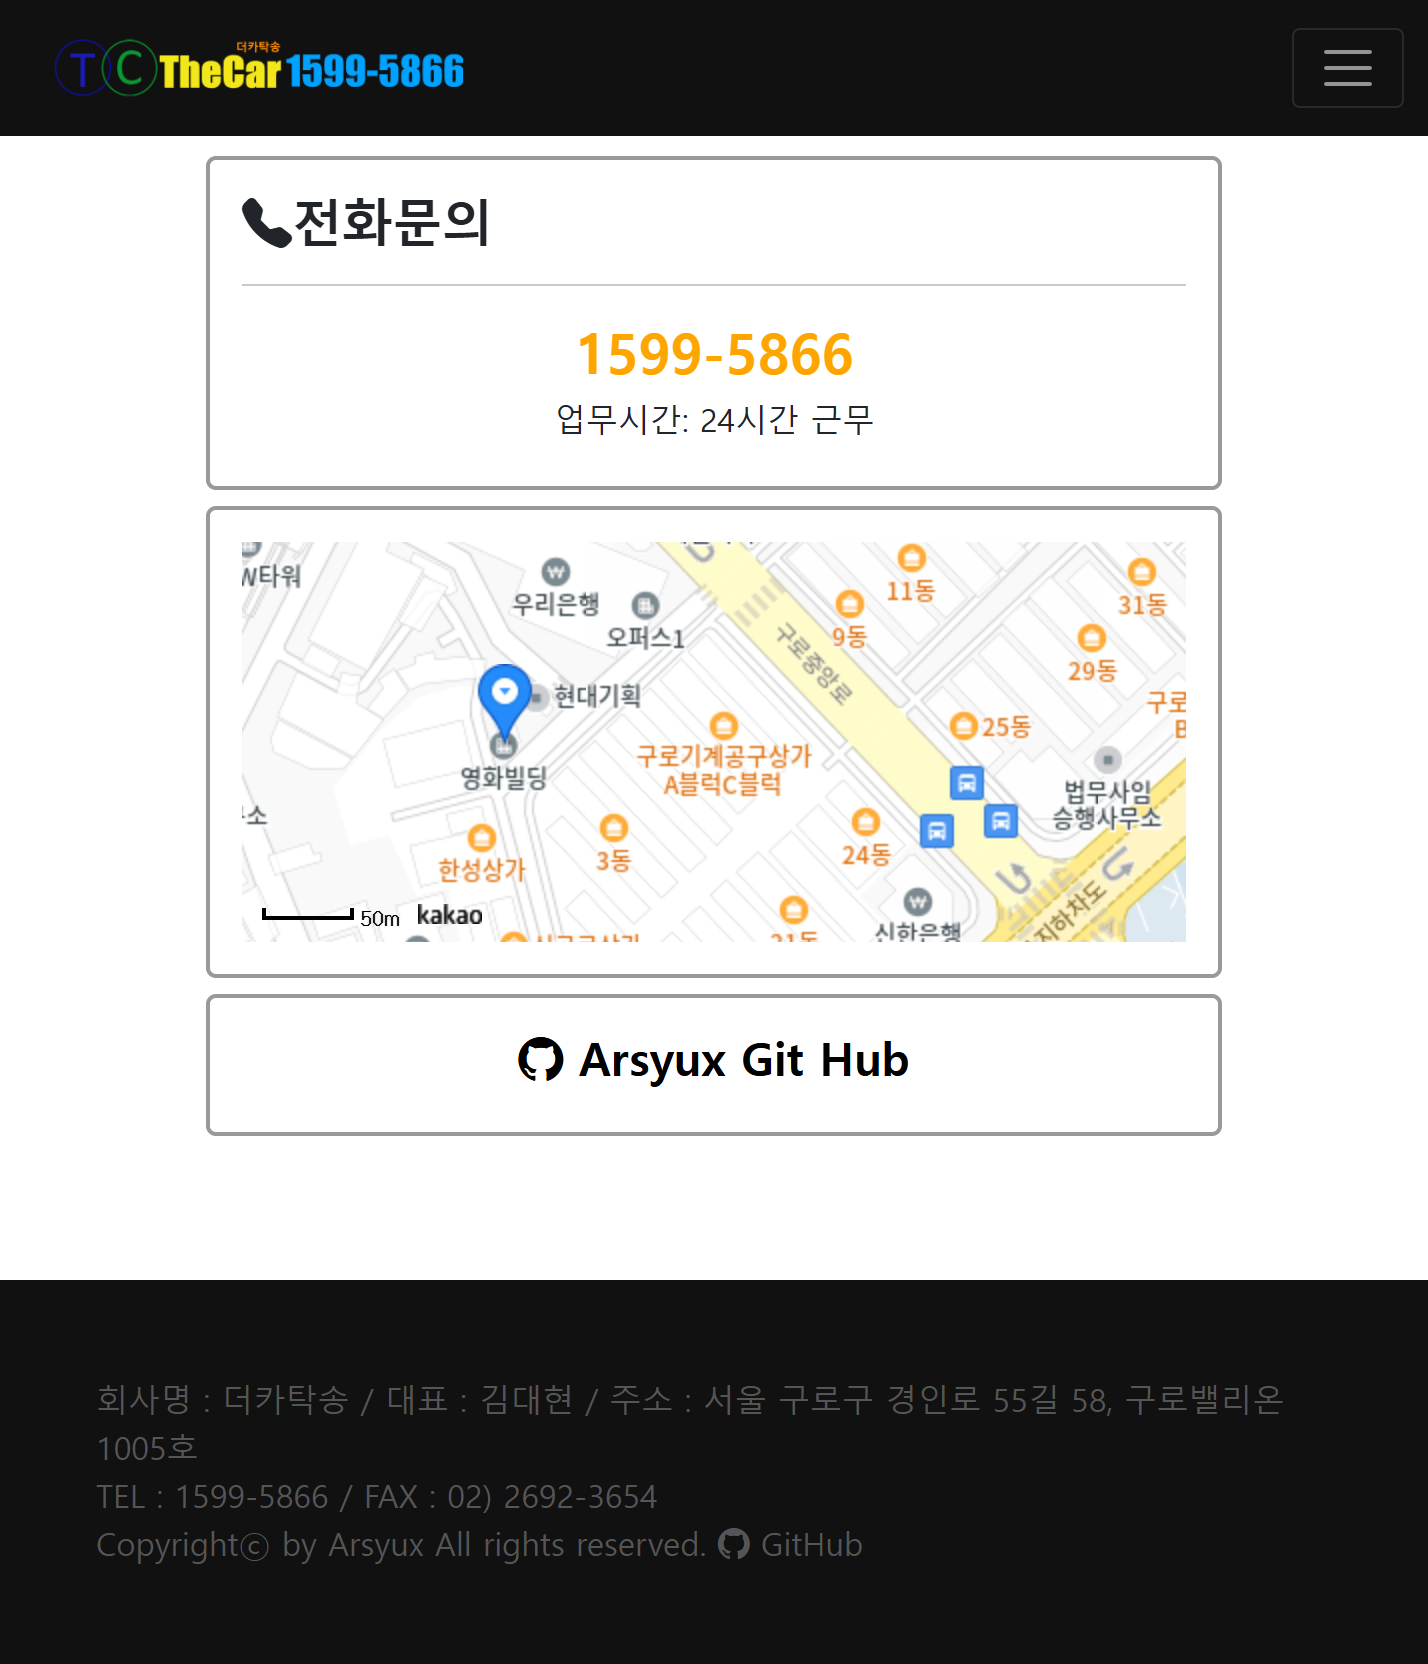 T C 더카탁송
TheCar 1599-5866
전화문의
1599-5866
업무시간: 24시간 근무
W타워
우리은행
오퍼스1
11동
31동
9동
29동
구로중앙로
현대기획
구로
B
25동
구로기계공구상가
A블럭C블럭
영화빌딩
법무사임
승행사무소
소
24동
3동
한성상가
50m kakao
21동
신한은행
지하차도
Arsyux Git Hub
회사명 : 더카탁송 / 대표 : 김대현 / 주소 : 서울 구로구 경인로 55길 58, 구로밸리온
1005호
TEL : 1599-5866 / FAX : 02) 2692-3654
Copyrightⓒ by Arsyux All rights reserved. GitHub